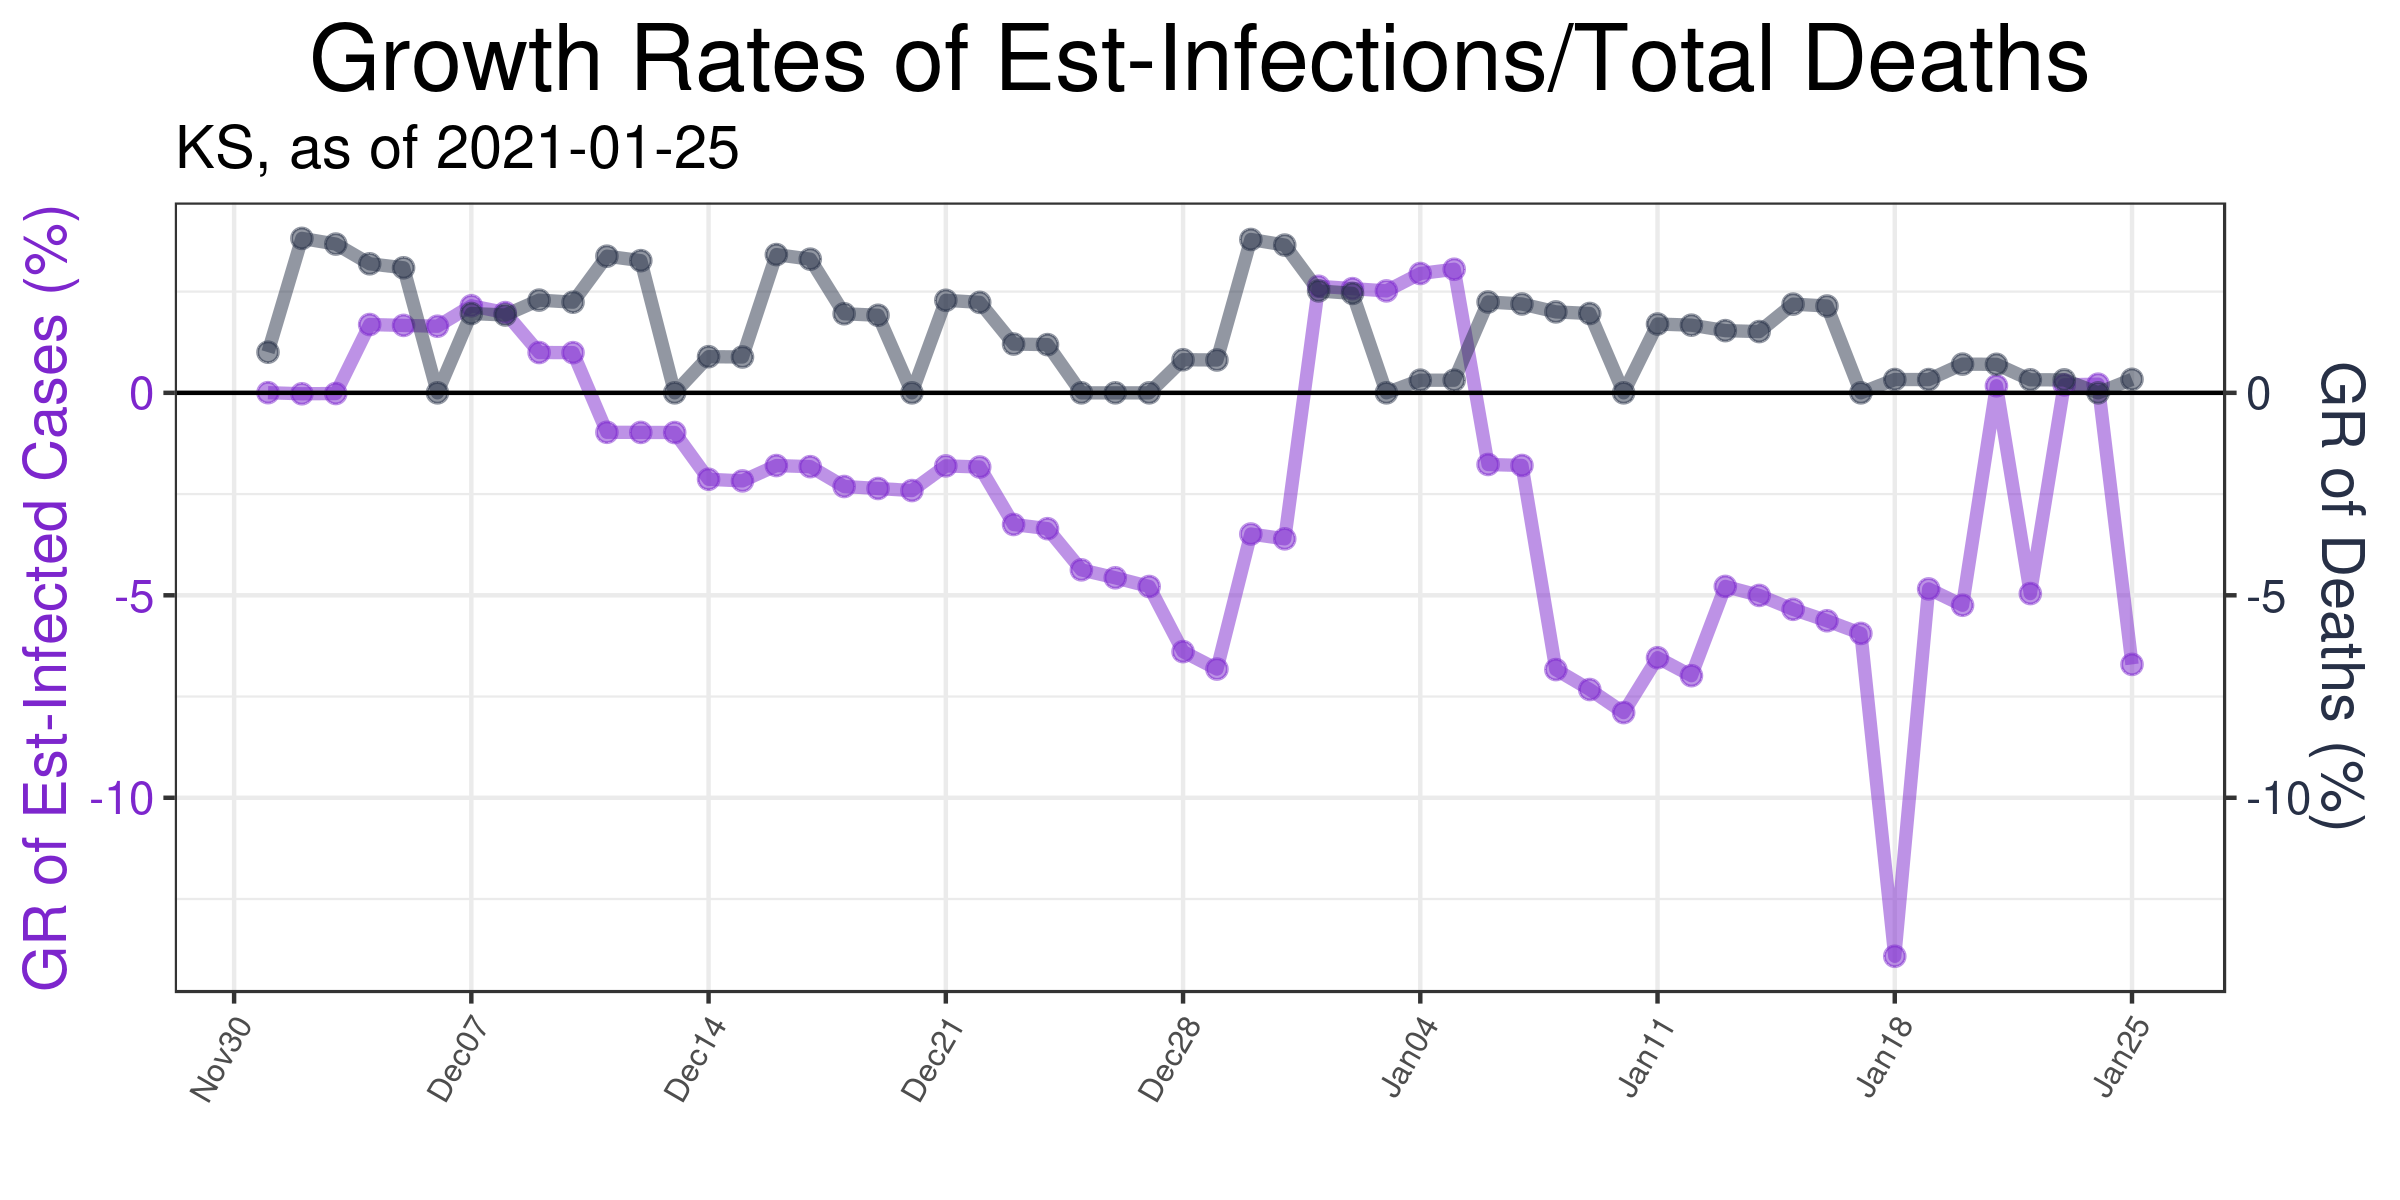 Growth Rates of Est-Infections/Total Deaths
KS, as of 2021-01-25
GR of Est-Infected Cases (%)
0
-5
-10
0
-5
-10
GR of Deaths (%)
Nov30
Dec07
Dec14
Dec21
Dec28
Jan04
Jan11
Jan18
Jan25